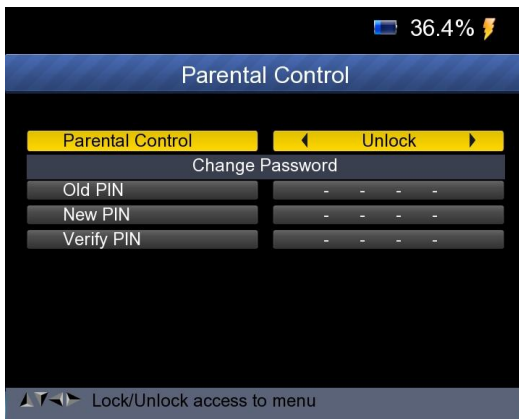 36.4%
Parental Control
Parental Control Unlock
Change Password
Old PIN - - - -
New PIN - - - -
Verify PIN - - - -
Lock/Unlock access to menu